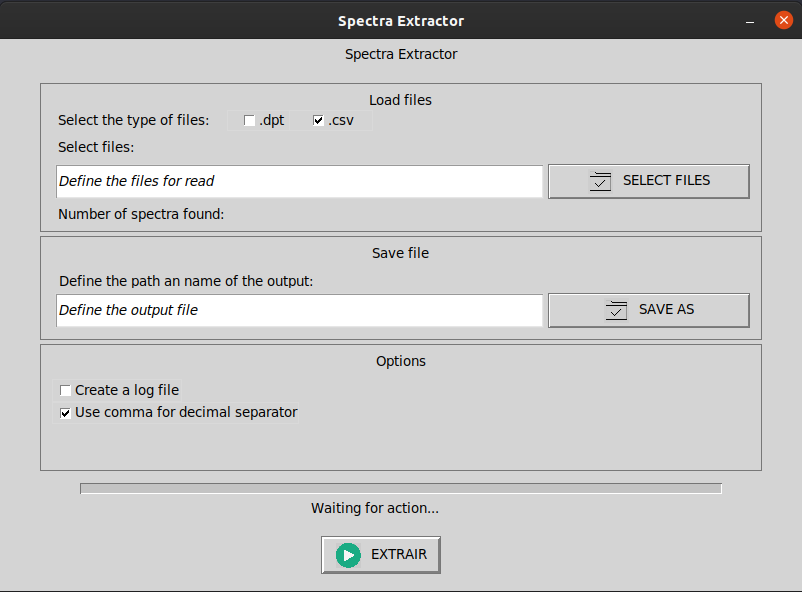 Spectra Extractor
Spectra Extractor
Load files
Select the type of files: .dpt .csv
Select files:
Define the files for read SELECT FILES
Number of spectra found:
Save file
Define the path an name of the output:
Define the output file SAVE AS
Options
Create a log file
Use comma for decimal separator
Waiting for action...
EXTRAIR